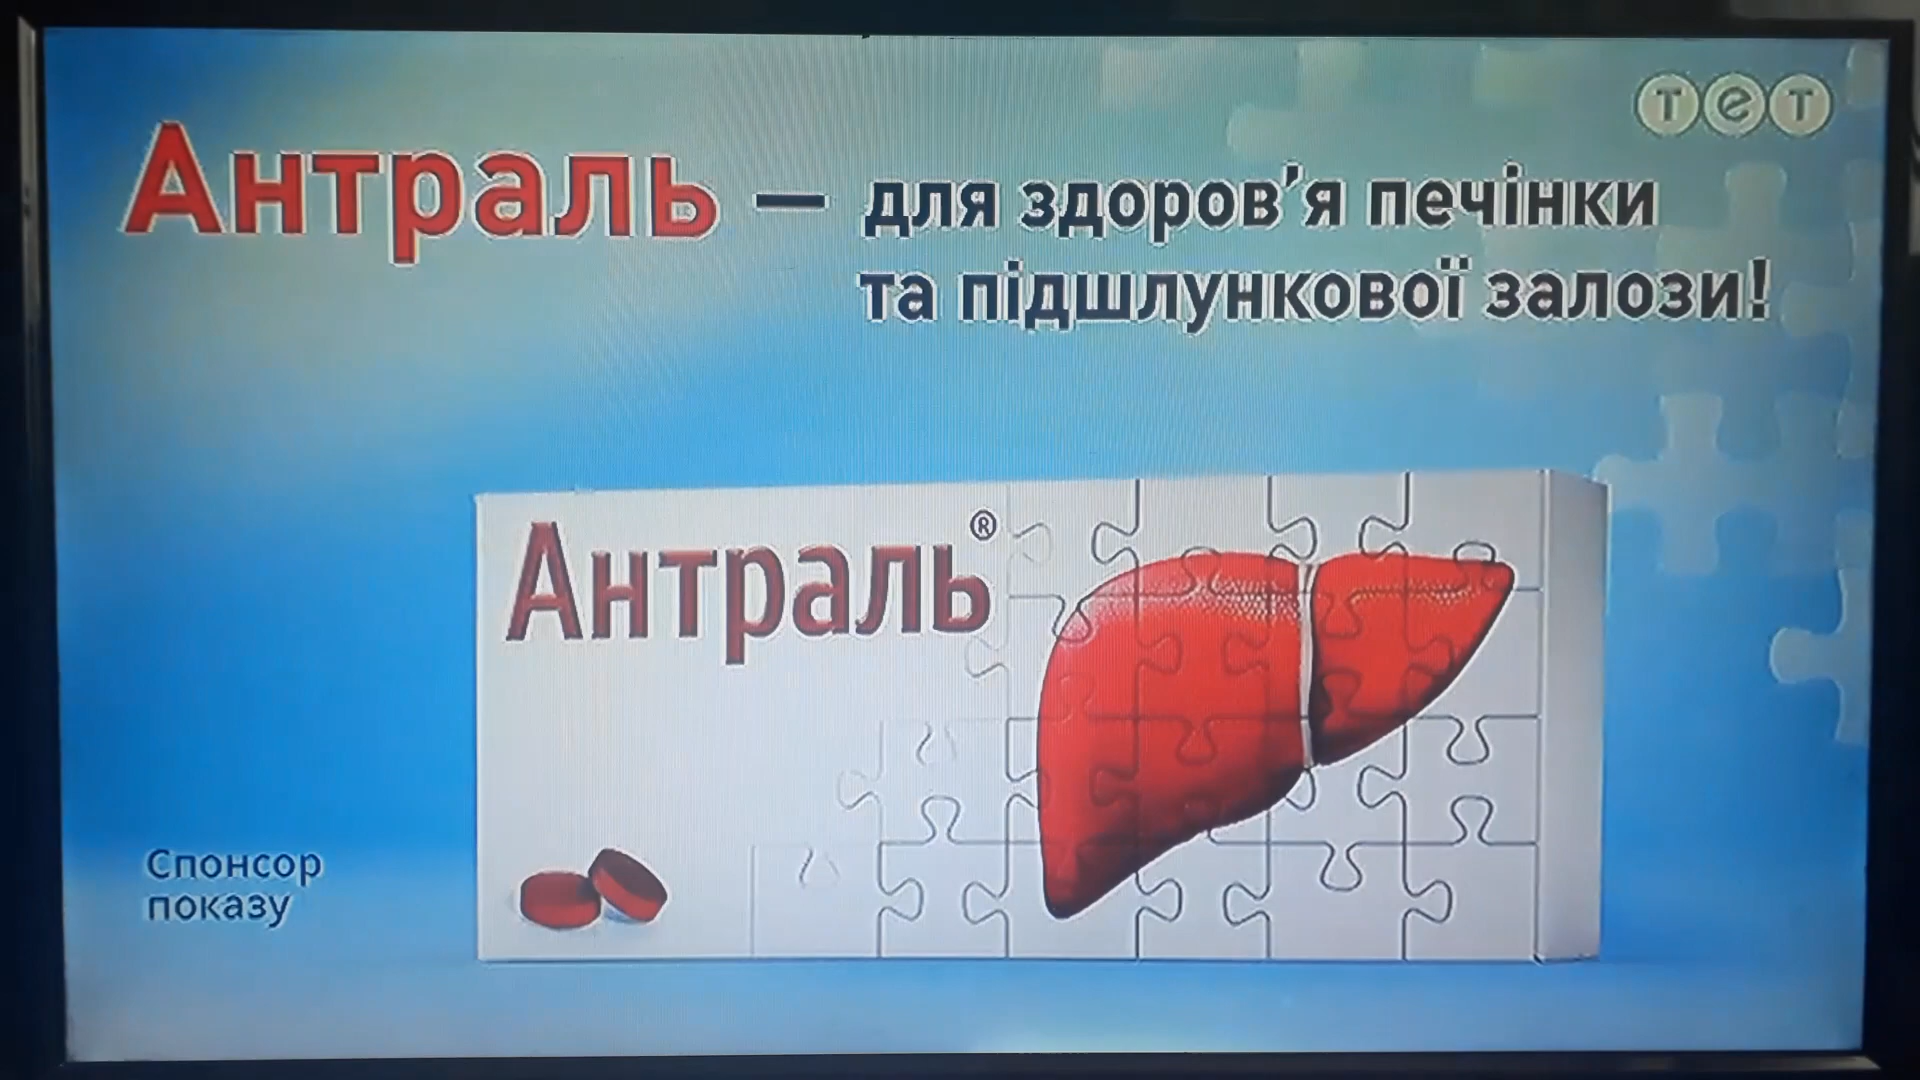 тет
Антраль — для здоров’я печінки
та підшлункової залози!
Антраль®
Спонсор
показу